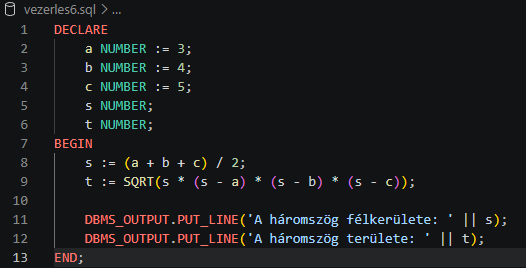 vezerles6.sql > ...
1 DECLARE
2 a NUMBER := 3;
3 b NUMBER := 4;
4 c NUMBER := 5;
5 s NUMBER;
6 t NUMBER;
7 BEGIN
8 s := (a + b + c) / 2;
9 t := SQRT(s * (s - a) * (s - b) * (s - c));
10
11 DBMS_OUTPUT.PUT_LINE('A háromszög félkerülete: ' || s);
12 DBMS_OUTPUT.PUT_LINE('A háromszög területe: ' || t);
13 END;